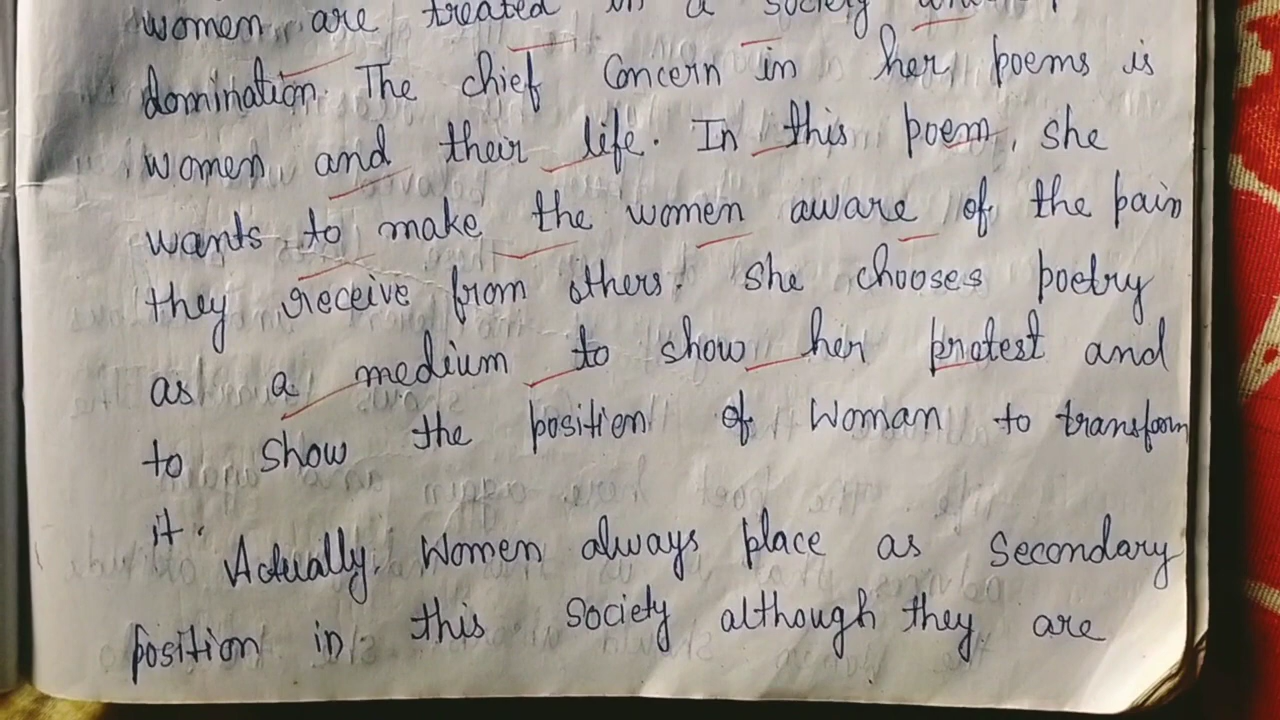 women are treated in a society
domination. The chief Concern in her poems is
women and their life. In this poem, she
wants to make the women aware of the pain
they receive from others. She chooses poetry
as a medium to show her protest and
to show the position of Woman to transform
it.
Actually, Women always place as Secondary
position in this Society although they are